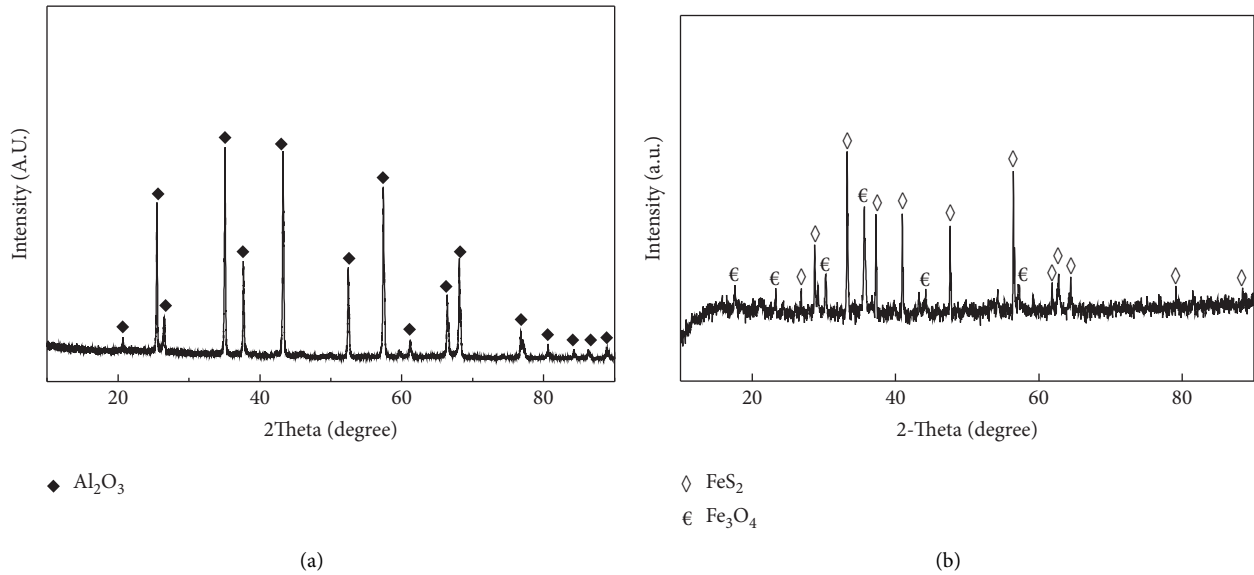 Intensity (A.U.)
20 40 60 80
2Theta (degree)
◆ Al₂O₃
(a)
Intensity (a.u.)
€ € € € € €
20 40 60 80
2-Theta (degree)
◊ FeS₂
€ Fe₃O₄
(b)